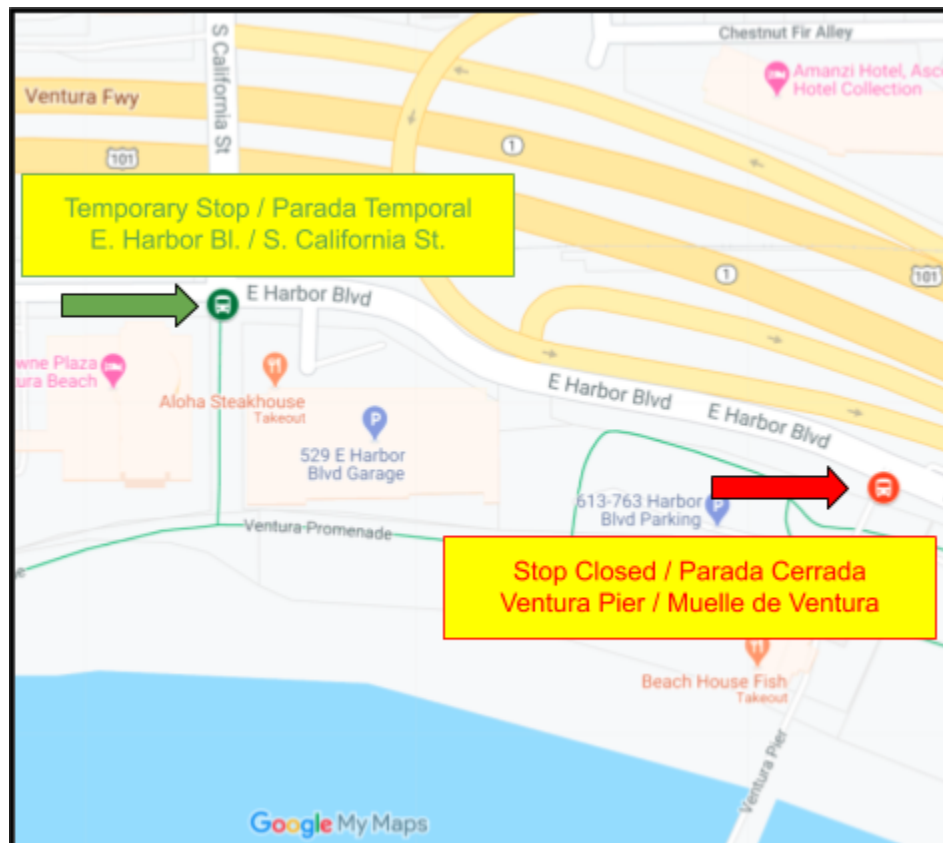 S California St
Chestnut Fir Alley
Amanzi Hotel, Asc
Hotel Collection
Ventura Fwy
101
1
Temporary Stop / Parada Temporal
E. Harbor Bl. / S. California St.
1
101
E Harbor Blvd
wne Plaza
ura Beach
Aloha Steakhouse
Takeout
E Harbor Blvd
E Harbor Blvd
P
529 E Harbor
Blvd Garage
613-763 Harbor
Blvd Parking
P
Ventura Promenade
Stop Closed / Parada Cerrada
Ventura Pier / Muelle de Ventura
Beach House Fish
Takeout
Ventura Pier
Google My Maps